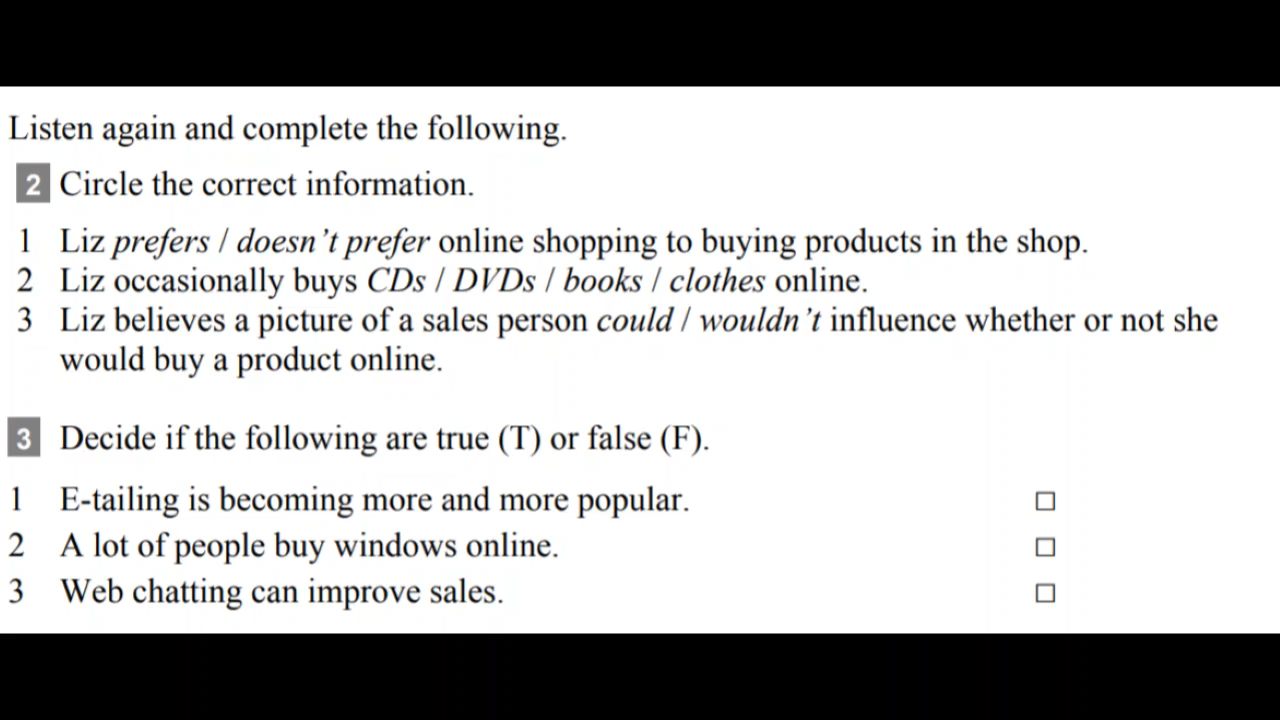 Listen again and complete the following.
2 Circle the correct information.
1 Liz prefers / doesn't prefer online shopping to buying products in the shop.
2 Liz occasionally buys CDs / DVDs / books / clothes online.
3 Liz believes a picture of a sales person could / wouldn't influence whether or not she
would buy a product online.
3 Decide if the following are true (T) or false (F).
1 E-tailing is becoming more and more popular. □
2 A lot of people buy windows online. □
3 Web chatting can improve sales. □